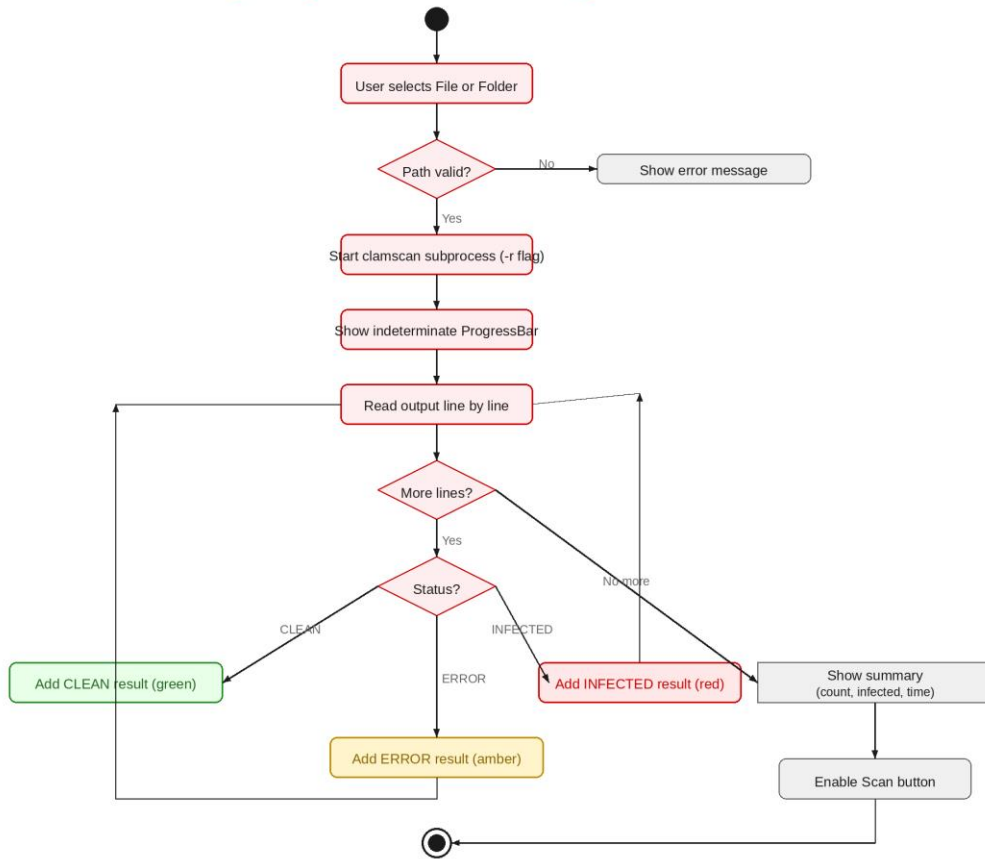 User selects File or Folder
Path valid?
No
Show error message
Yes
Start clamscan subprocess (-r flag)
Show indeterminate ProgressBar
Read output line by line
More lines?
Yes
No more
Status?
CLEAN
INFECTED
ERROR
Add CLEAN result (green)
Add INFECTED result (red)
Show summary
(count, infected, time)
Add ERROR result (amber)
Enable Scan button